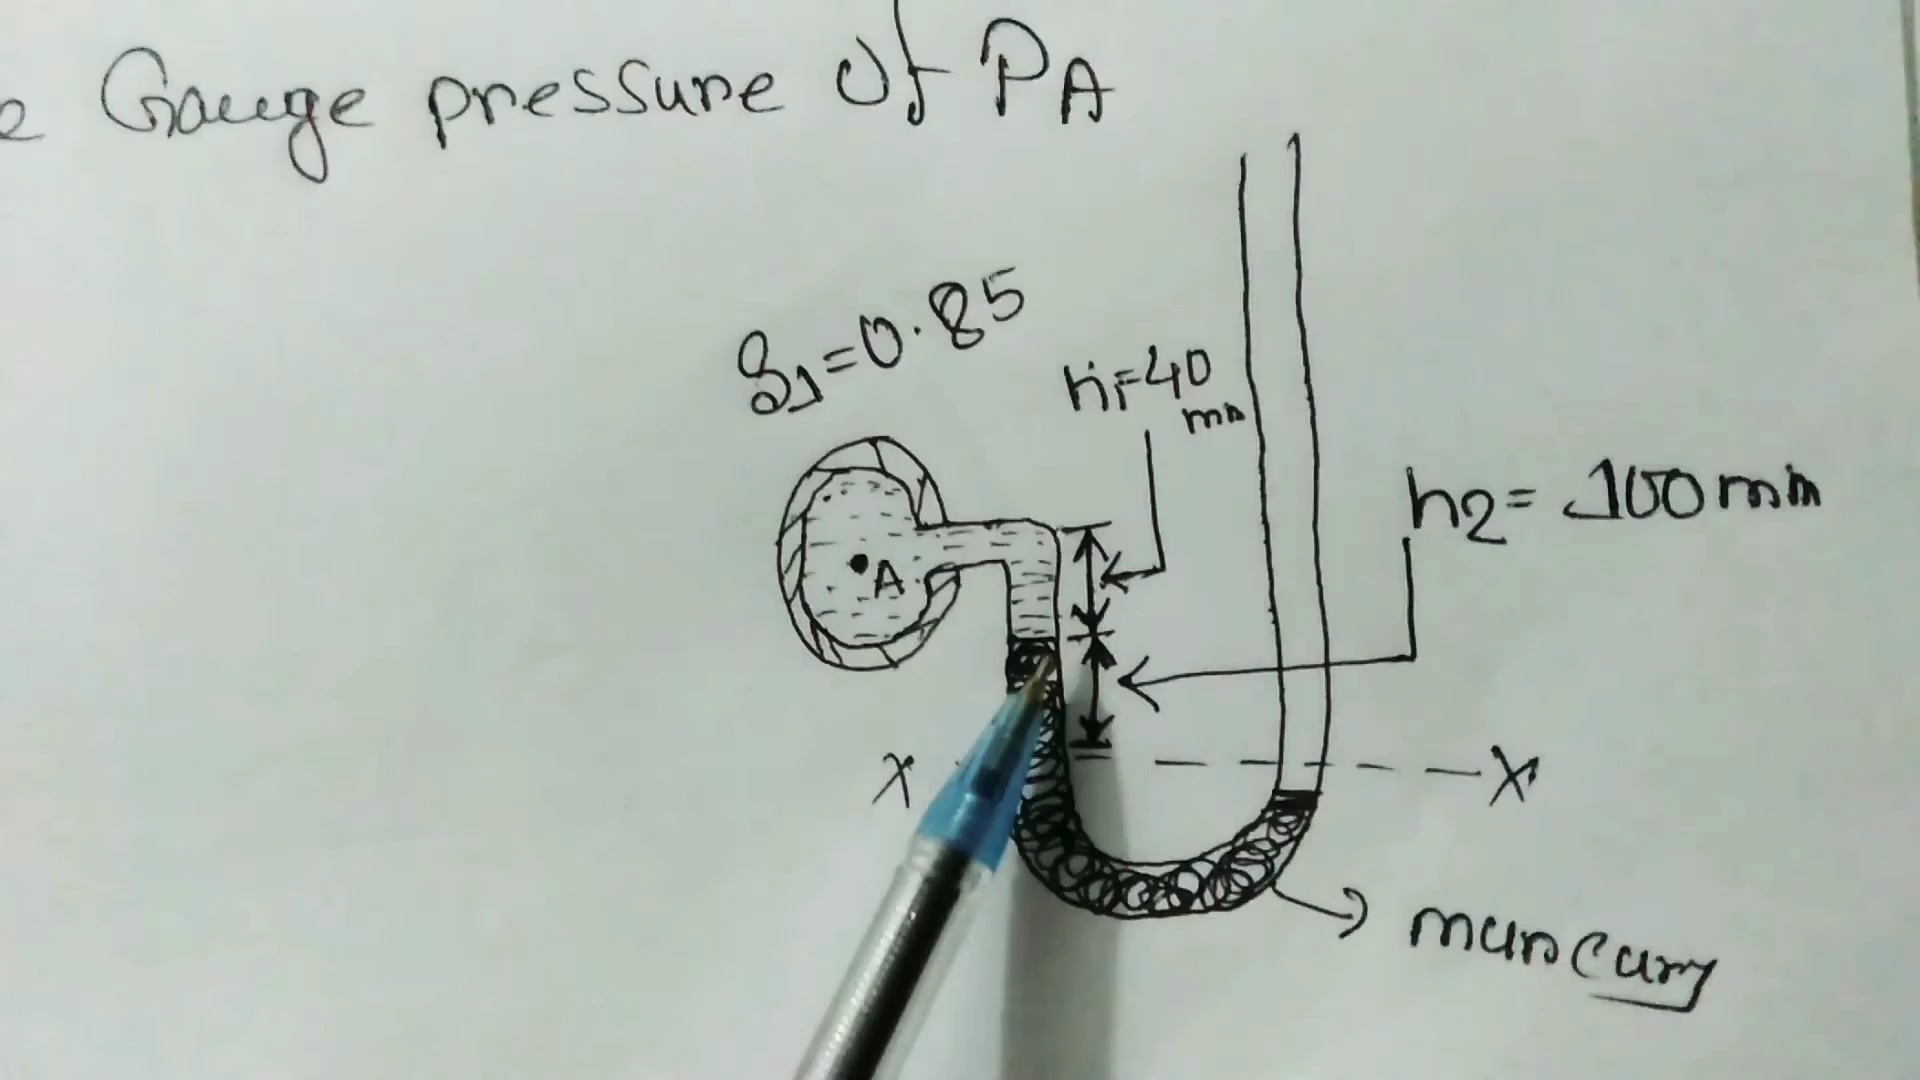 Gauge pressure of PA
S1=0.85
h1=40
mm
h2= 100mm
A
X
X
mercury